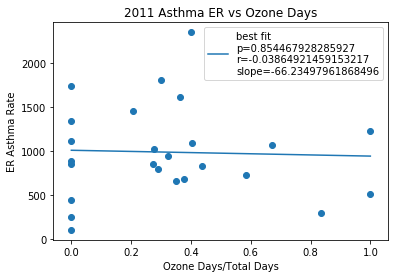 2011 Asthma ER vs Ozone Days
best fit
p=0.854467928285927
r=-0.03864921459153217
slope=-66.23497961868496
ER Asthma Rate
2000
1500
1000
500
0
0.0 0.2 0.4 0.6 0.8 1.0
Ozone Days/Total Days